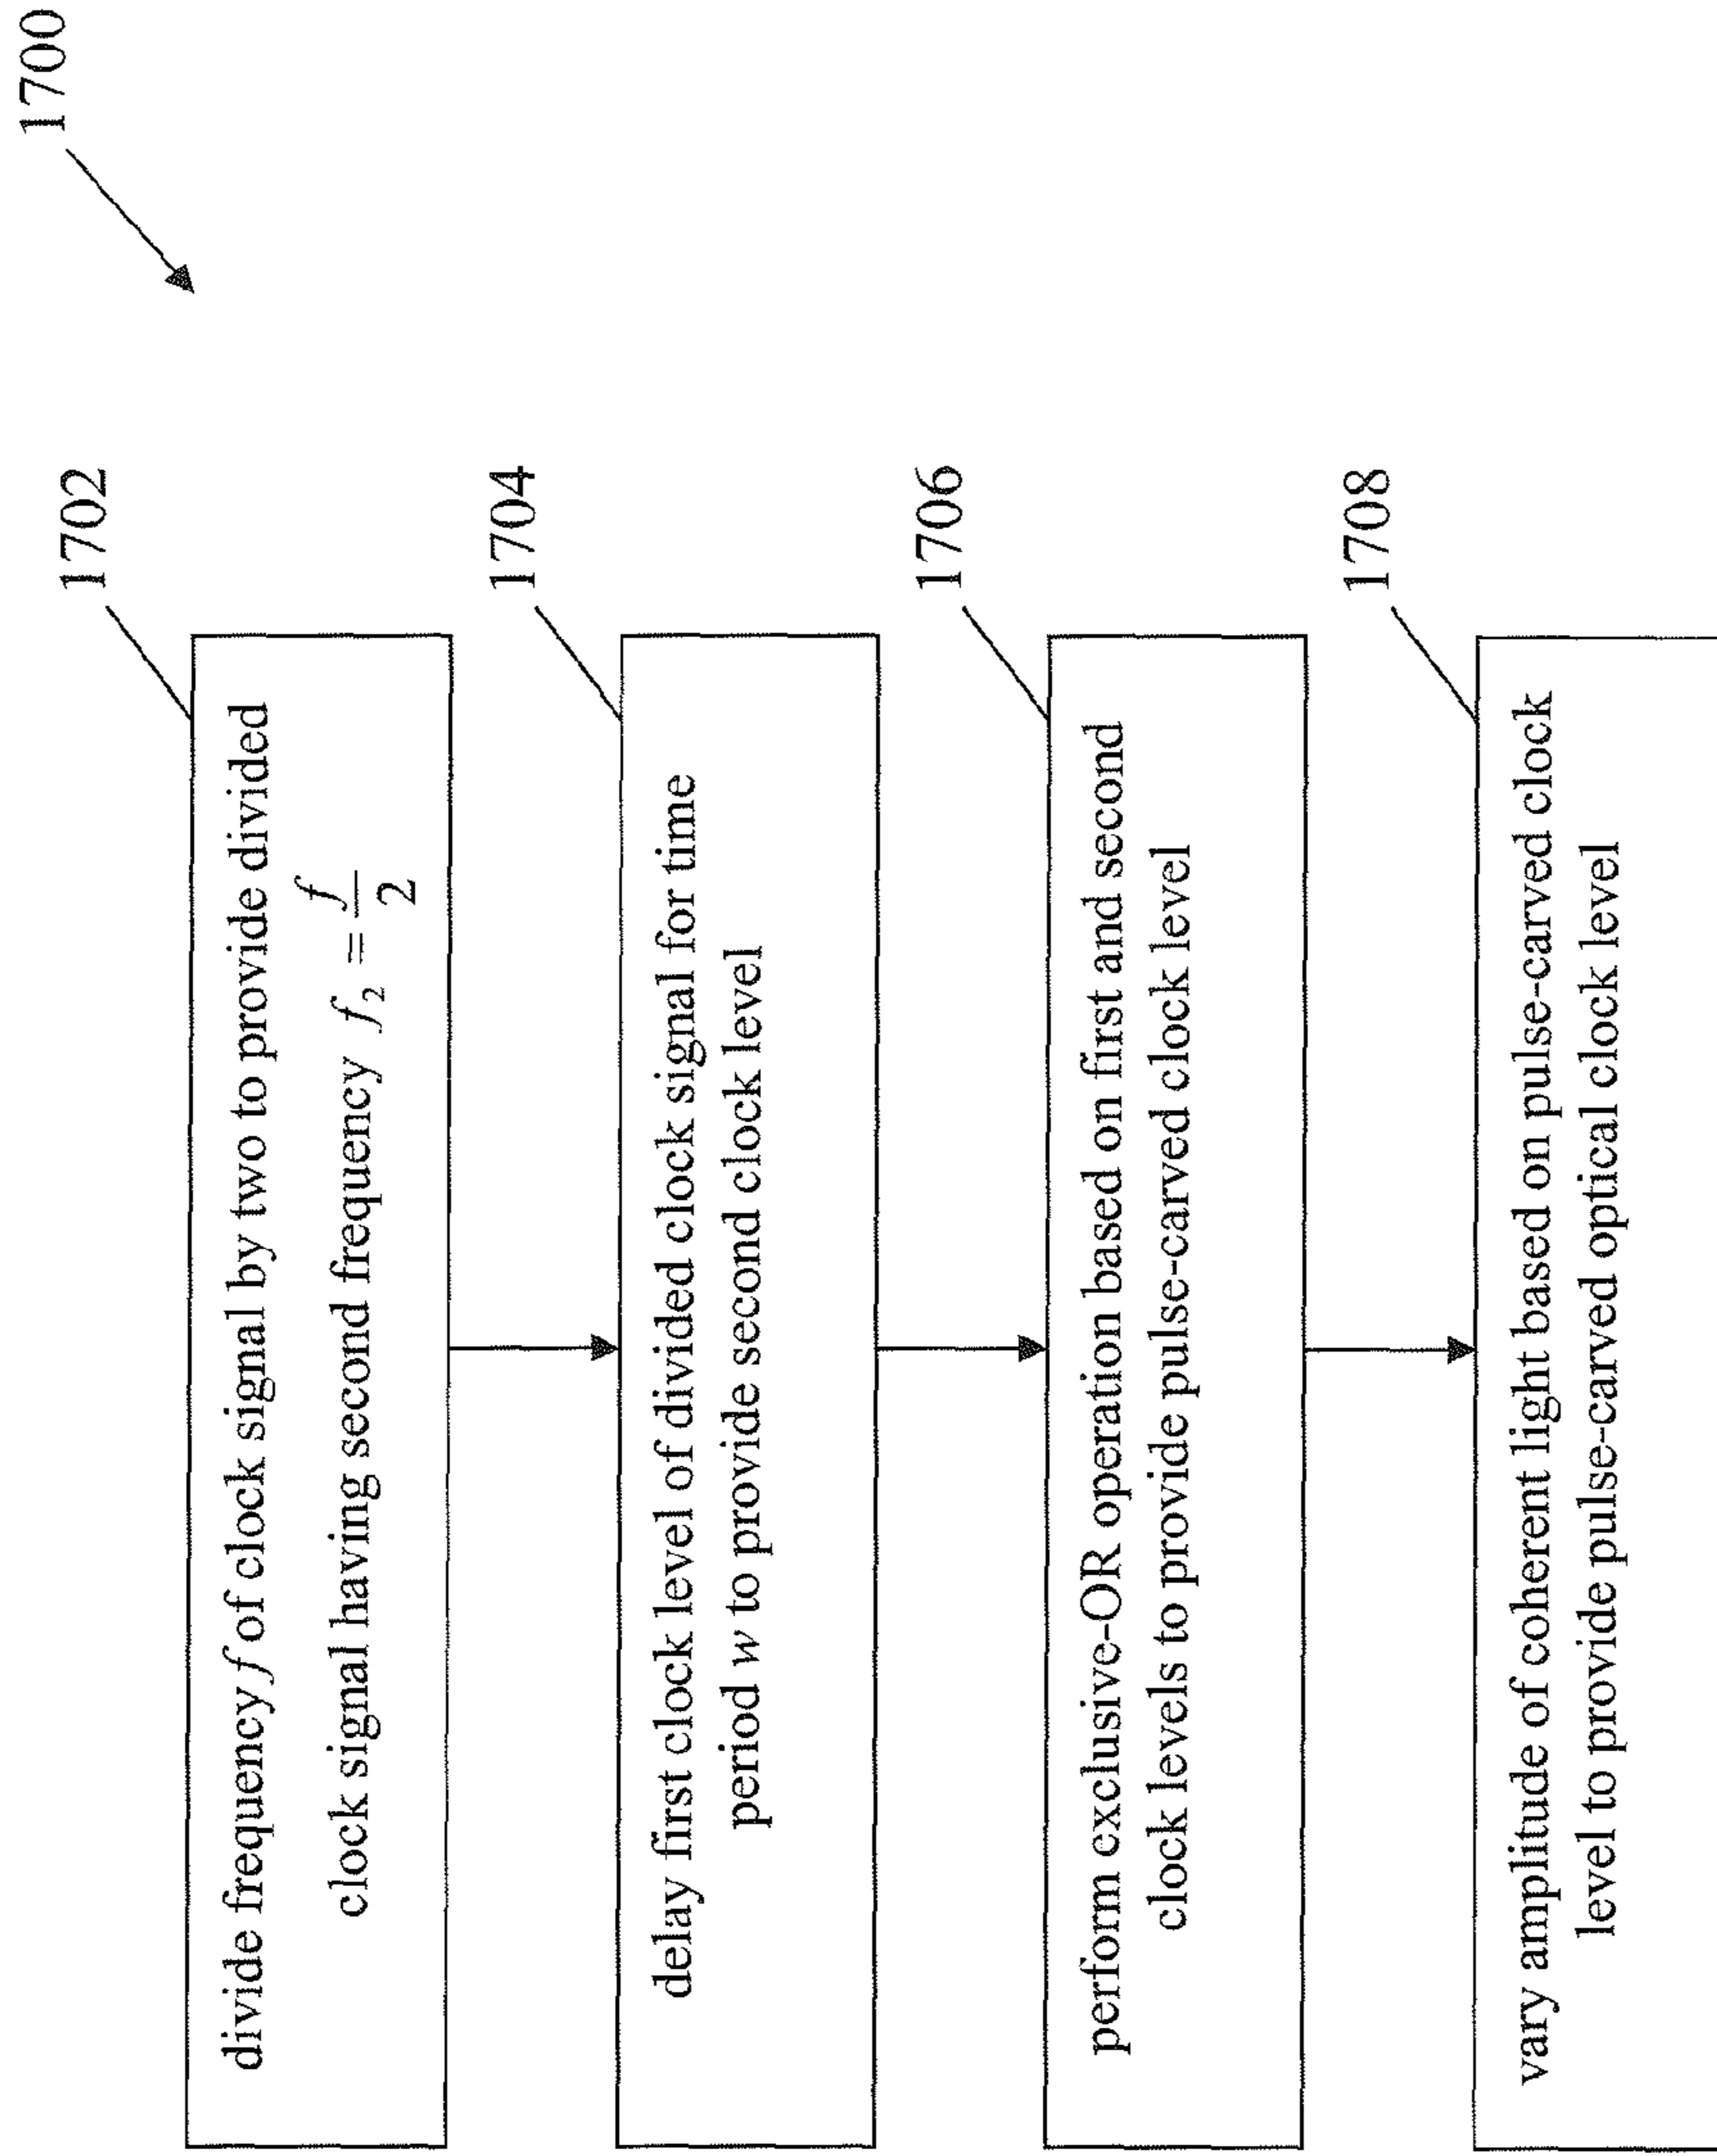 1700
1702
divide frequency f of clock signal by two to provide divided
clock signal having second frequency f₂ = f/2
1704
delay first clock level of divided clock signal for time
period w to provide second clock level
1706
perform exclusive-OR operation based on first and second
clock levels to provide pulse-carved clock level
1708
vary amplitude of coherent light based on pulse-carved clock
level to provide pulse-carved optical clock level